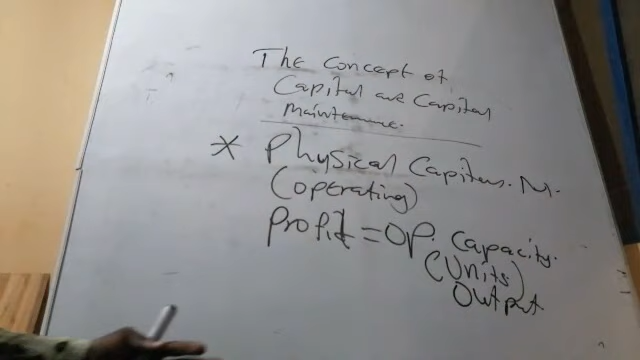 The Concept of
Capital and Capital
Maintenance.
* Physical Capital M.
(operating)
Profit = OP. Capacity.
(Units)
Output